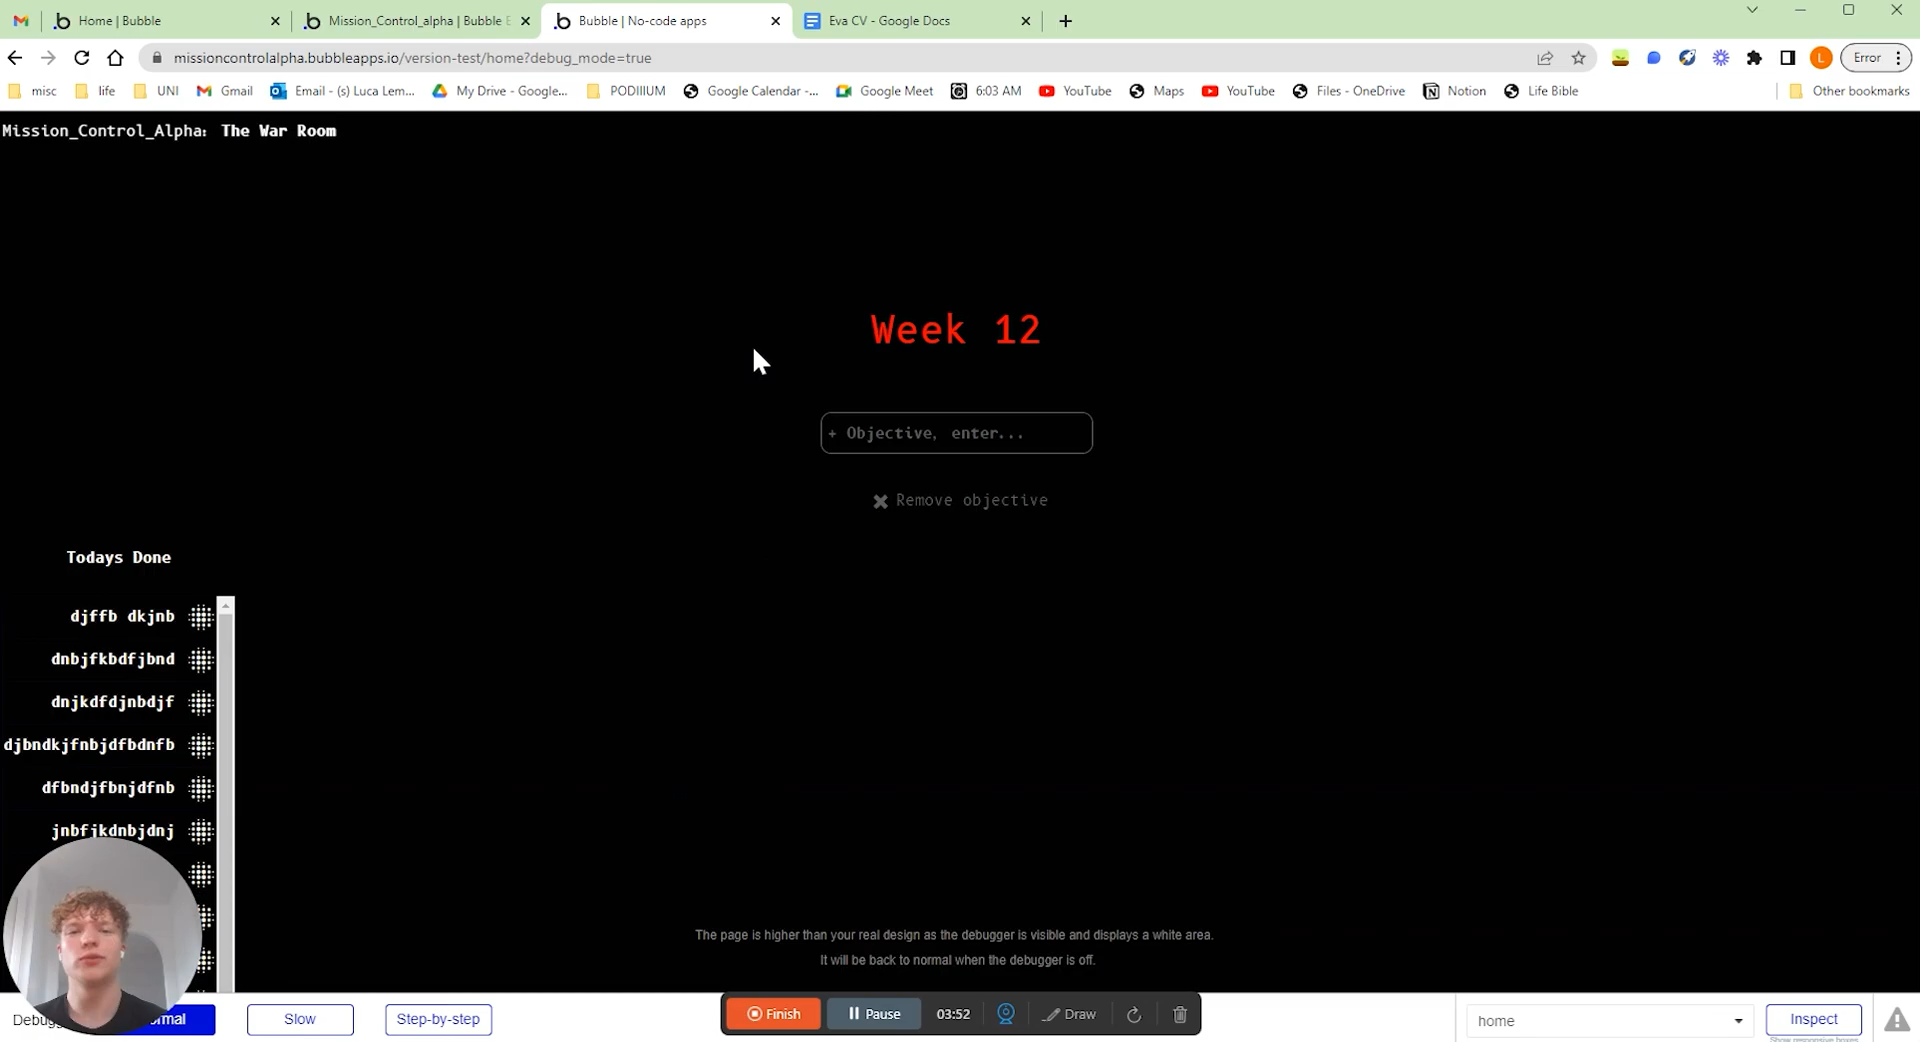 Home | Bubble
Mission_Control_alpha | Bubble E
Bubble | No-code apps
Eva CV - Google Docs
missioncontrolalpha.bubbleapps.io/version-test/home?debug_mode=true
Error
misc
life
UNI
Gmail
Email - (s) Luca Lem...
My Drive - Google...
PODIIIUM
Google Calendar -...
Google Meet
6:03 AM
YouTube
Maps
YouTube
Files - OneDrive
Notion
Life Bible
Other bookmarks
Mission_Control_Alpha: The War Room
Week 12
+ Objective, enter...
✖ Remove objective
Todays Done
djffb dkjnb
dnbjfkbdfjbnd
dnjkdfdjnbdjf
djbndkjfnbjdfbdnfb
dfbndjfbnjdfnb
jnbfjkdnbjdnj
The page is higher than your real design as the debugger is visible and displays a white area.
It will be back to normal when the debugger is off.
Slow
Step-by-step
Finish
Pause
03:52
Draw
home
Inspect